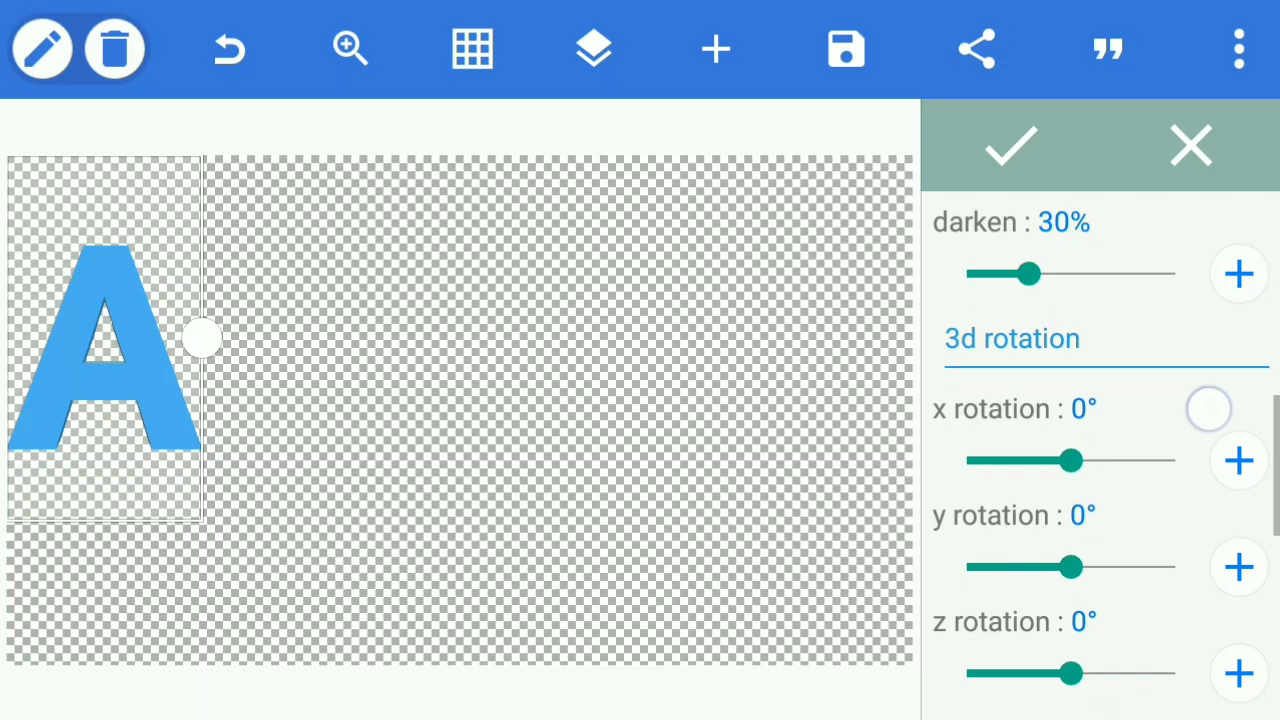 A
darken : 30%
3d rotation
x rotation : 0°
y rotation : 0°
z rotation : 0°